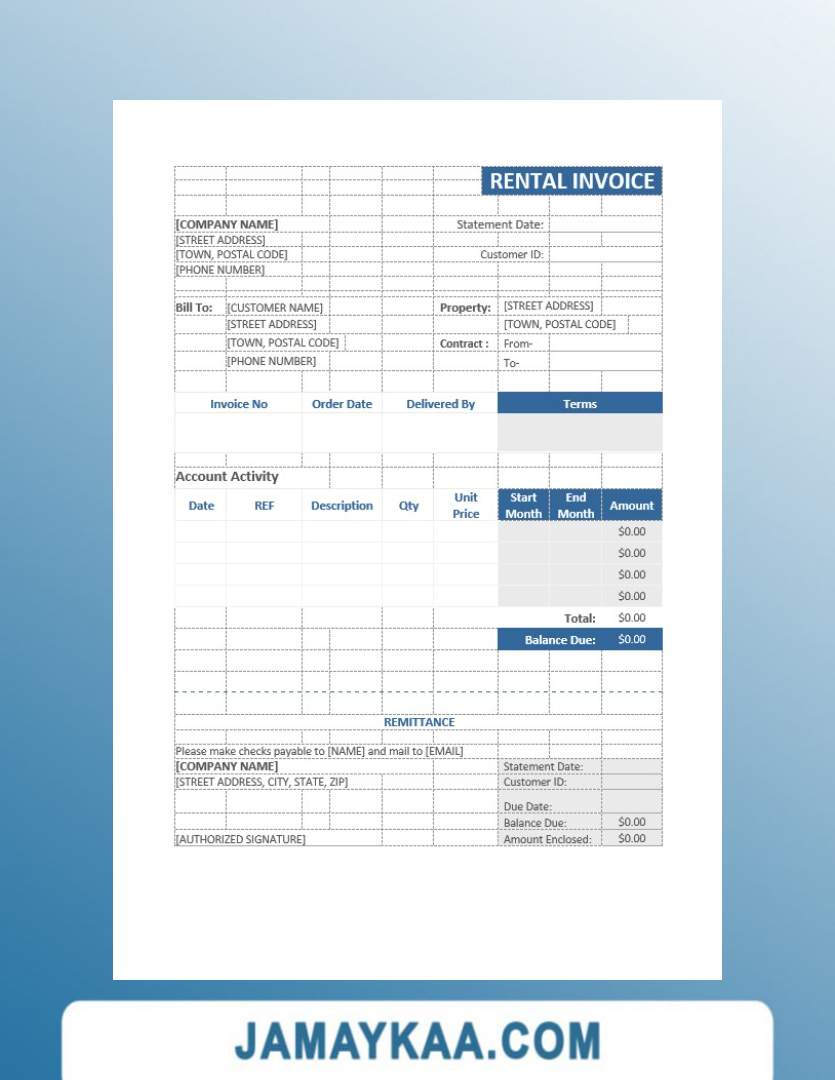 RENTAL INVOICE
[COMPANY NAME] Statement Date:
[STREET ADDRESS]
[TOWN, POSTAL CODE] Customer ID:
[PHONE NUMBER]
Bill To: [CUSTOMER NAME] Property: [STREET ADDRESS]
[STREET ADDRESS] [TOWN, POSTAL CODE]
[TOWN, POSTAL CODE] Contract : From-
[PHONE NUMBER] To-
Invoice No Order Date Delivered By Terms
Account Activity
Date REF Description Qty Unit Price Start Month End Month Amount
$0.00
$0.00
$0.00
$0.00
Total: $0.00
Balance Due: $0.00
REMITTANCE
Please make checks payable to [NAME] and mail to [EMAIL]
[COMPANY NAME] Statement Date:
[STREET ADDRESS, CITY, STATE, ZIP] Customer ID:
Due Date:
Balance Due: $0.00
[AUTHORIZED SIGNATURE] Amount Enclosed: $0.00
JAMAYKAA.COM